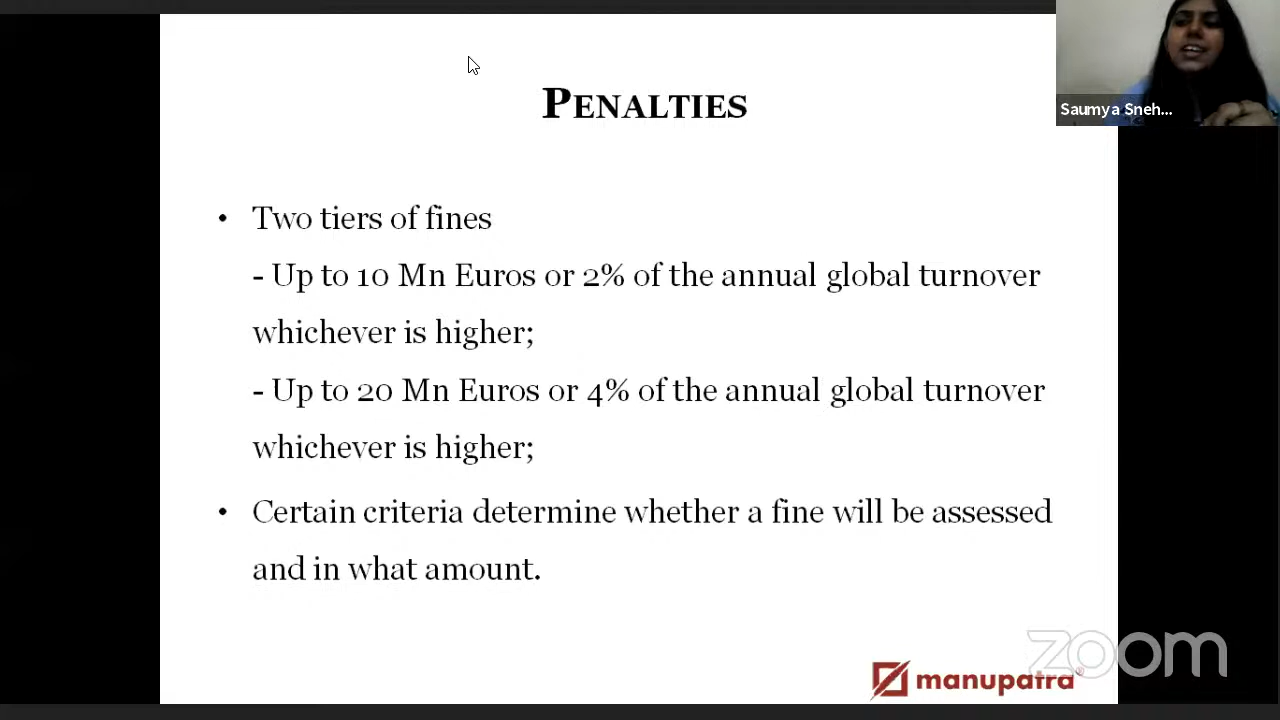 PENALTIES
Saumya Sneh...
• Two tiers of fines
- Up to 10 Mn Euros or 2% of the annual global turnover
whichever is higher;
- Up to 20 Mn Euros or 4% of the annual global turnover
whichever is higher;
• Certain criteria determine whether a fine will be assessed
and in what amount.
zoom
manupatra®